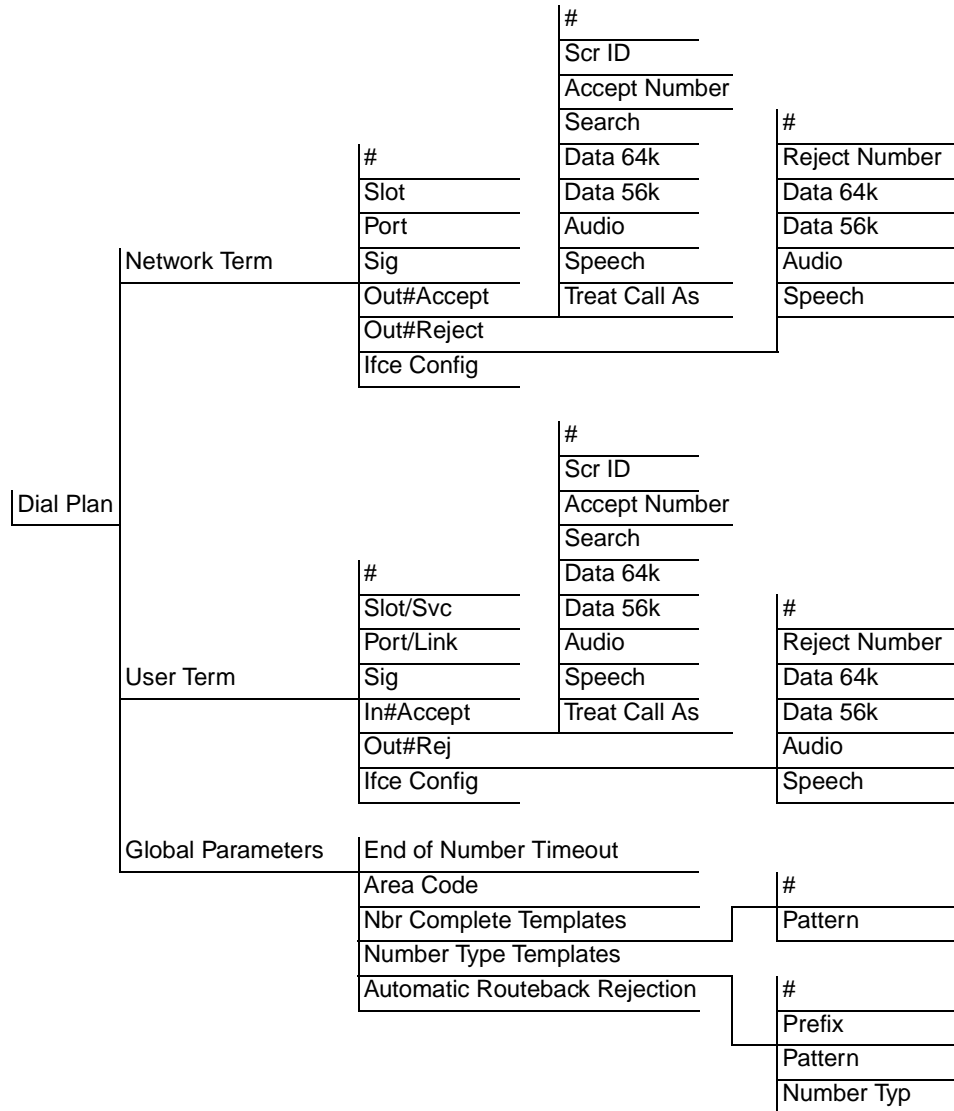 Dial Plan
Network Term
#
Slot
Port
Sig
Out#Accept
Out#Reject
Ifce Config
#
Scr ID
Accept Number
Search
Data 64k
Data 56k
Audio
Speech
Treat Call As
#
Reject Number
Data 64k
Data 56k
Audio
Speech
User Term
#
Slot/Svc
Port/Link
Sig
In#Accept
Out#Rej
Ifce Config
#
Scr ID
Accept Number
Search
Data 64k
Data 56k
Audio
Speech
Treat Call As
#
Reject Number
Data 64k
Data 56k
Audio
Speech
Global Parameters
End of Number Timeout
Area Code
Nbr Complete Templates
Number Type Templates
Automatic Routeback Rejection
#
Pattern
#
Prefix
Pattern
Number Typ